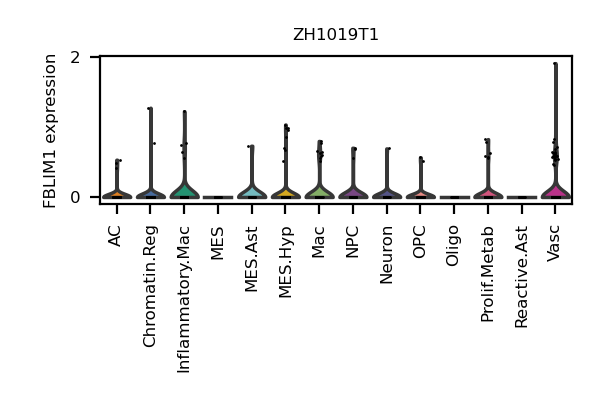 ZH1019T1
FBLIM1 expression
2
0
AC
Chromatin.Reg
Inflammatory.Mac
MES
MES.Ast
MES.Hyp
Mac
NPC
Neuron
OPC
Oligo
Prolif.Metab
Reactive.Ast
Vasc